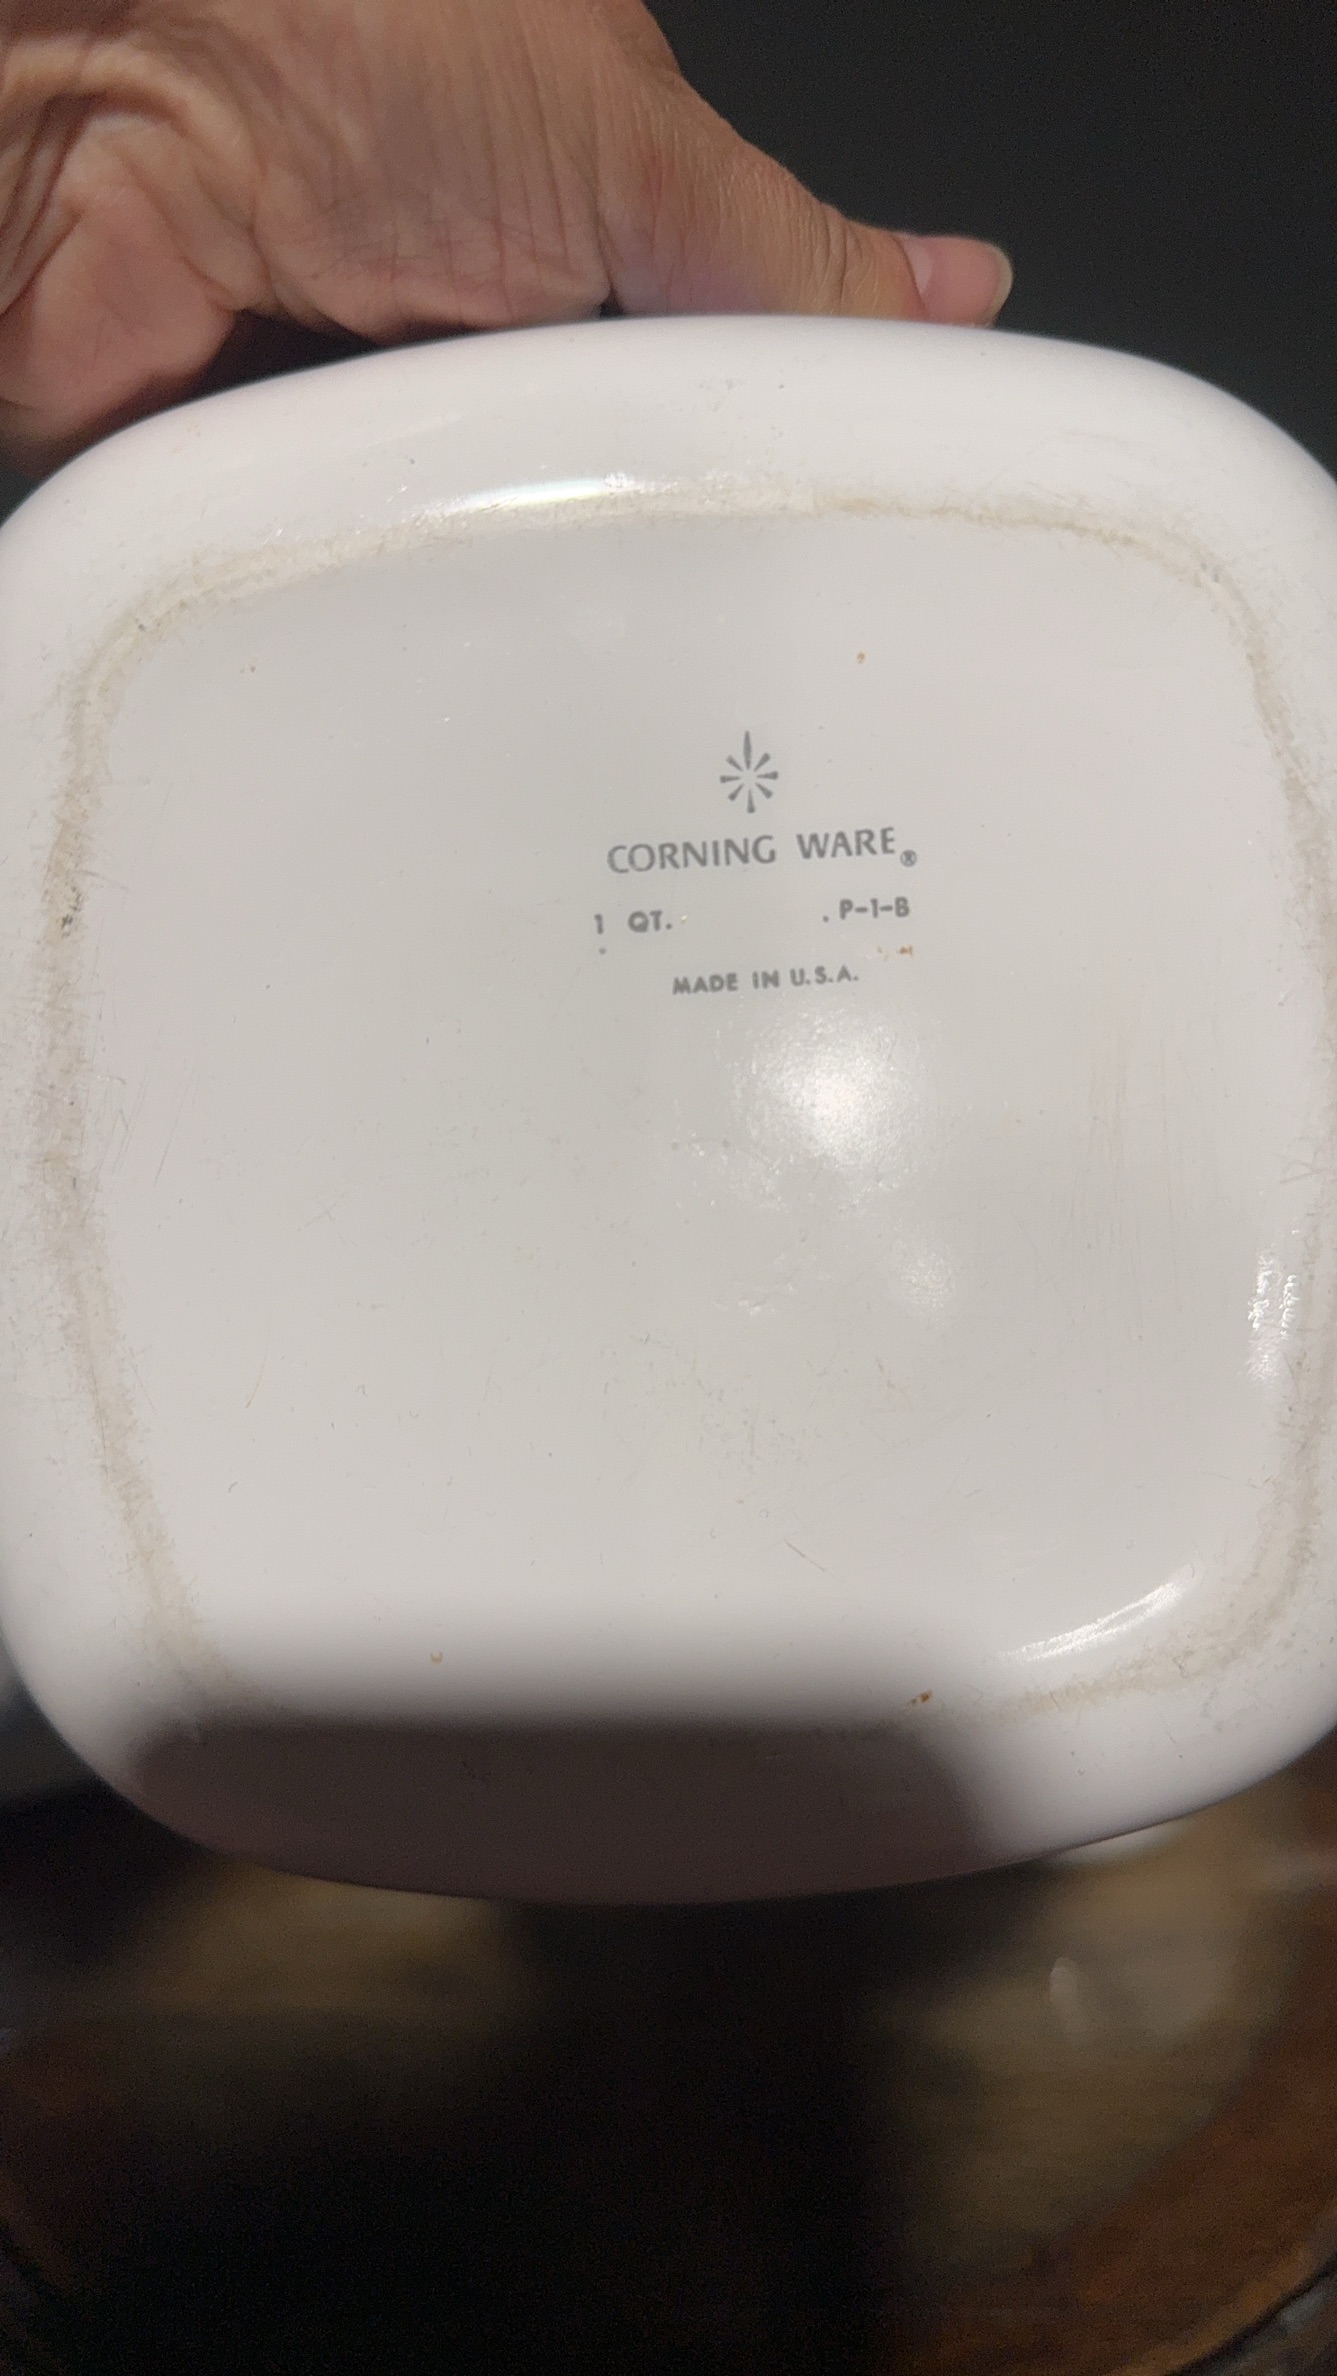 CORNING WARE®
1 QT. P-1-B
MADE IN U.S.A.